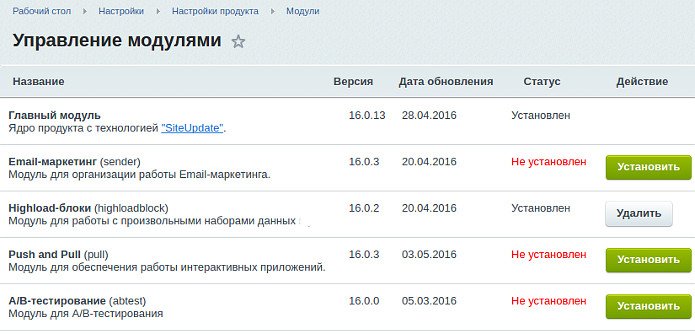 Рабочий стол Настройки Настройки продукта Модули
Управление модулями
Название Версия Дата обновления Статус Действие
Главный модуль
Ядро продукта с технологией "SiteUpdate".
16.0.13 28.04.2016 Установлен
Email-маркетинг (sender)
Модуль для организации работы Email-маркетинга.
16.0.3 20.04.2016 Не установлен Установить
Highload-блоки (highloadblock)
Модуль для работы с произвольными наборами данных
16.0.2 20.04.2016 Установлен Удалить
Push and Pull (pull)
Модуль для обеспечения работы интерактивных приложений.
16.0.3 03.05.2016 Не установлен Установить
A/B-тестирование (abtest)
Модуль для A/B-тестирования
16.0.0 05.03.2016 Не установлен Установить